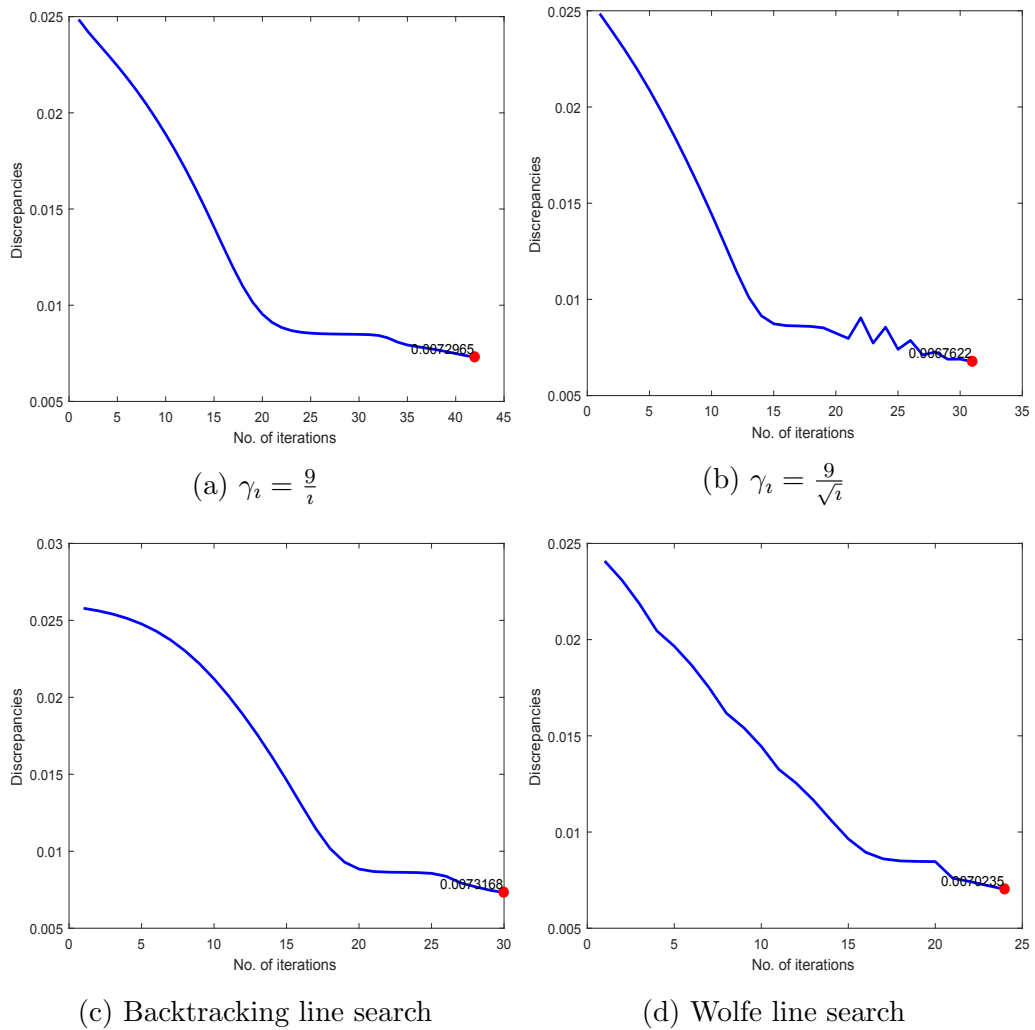 0.025
0.02
0.015
0.01
0.005
Discrepancies
0.0072965
0 5 10 15 20 25 30 35 40 45
No. of iterations
(a) γı = 9/ı
0.025
0.02
0.015
0.01
0.005
Discrepancies
0.0067622
0 5 10 15 20 25 30 35
No. of iterations
(b) γı = 9/√ı
0.03
0.025
0.02
0.015
0.01
0.005
Discrepancies
0.0073168
0 5 10 15 20 25 30
No. of iterations
(c) Backtracking line search
0.025
0.02
0.015
0.01
0.005
Discrepancies
0.0070235
0 5 10 15 20 25
No. of iterations
(d) Wolfe line search